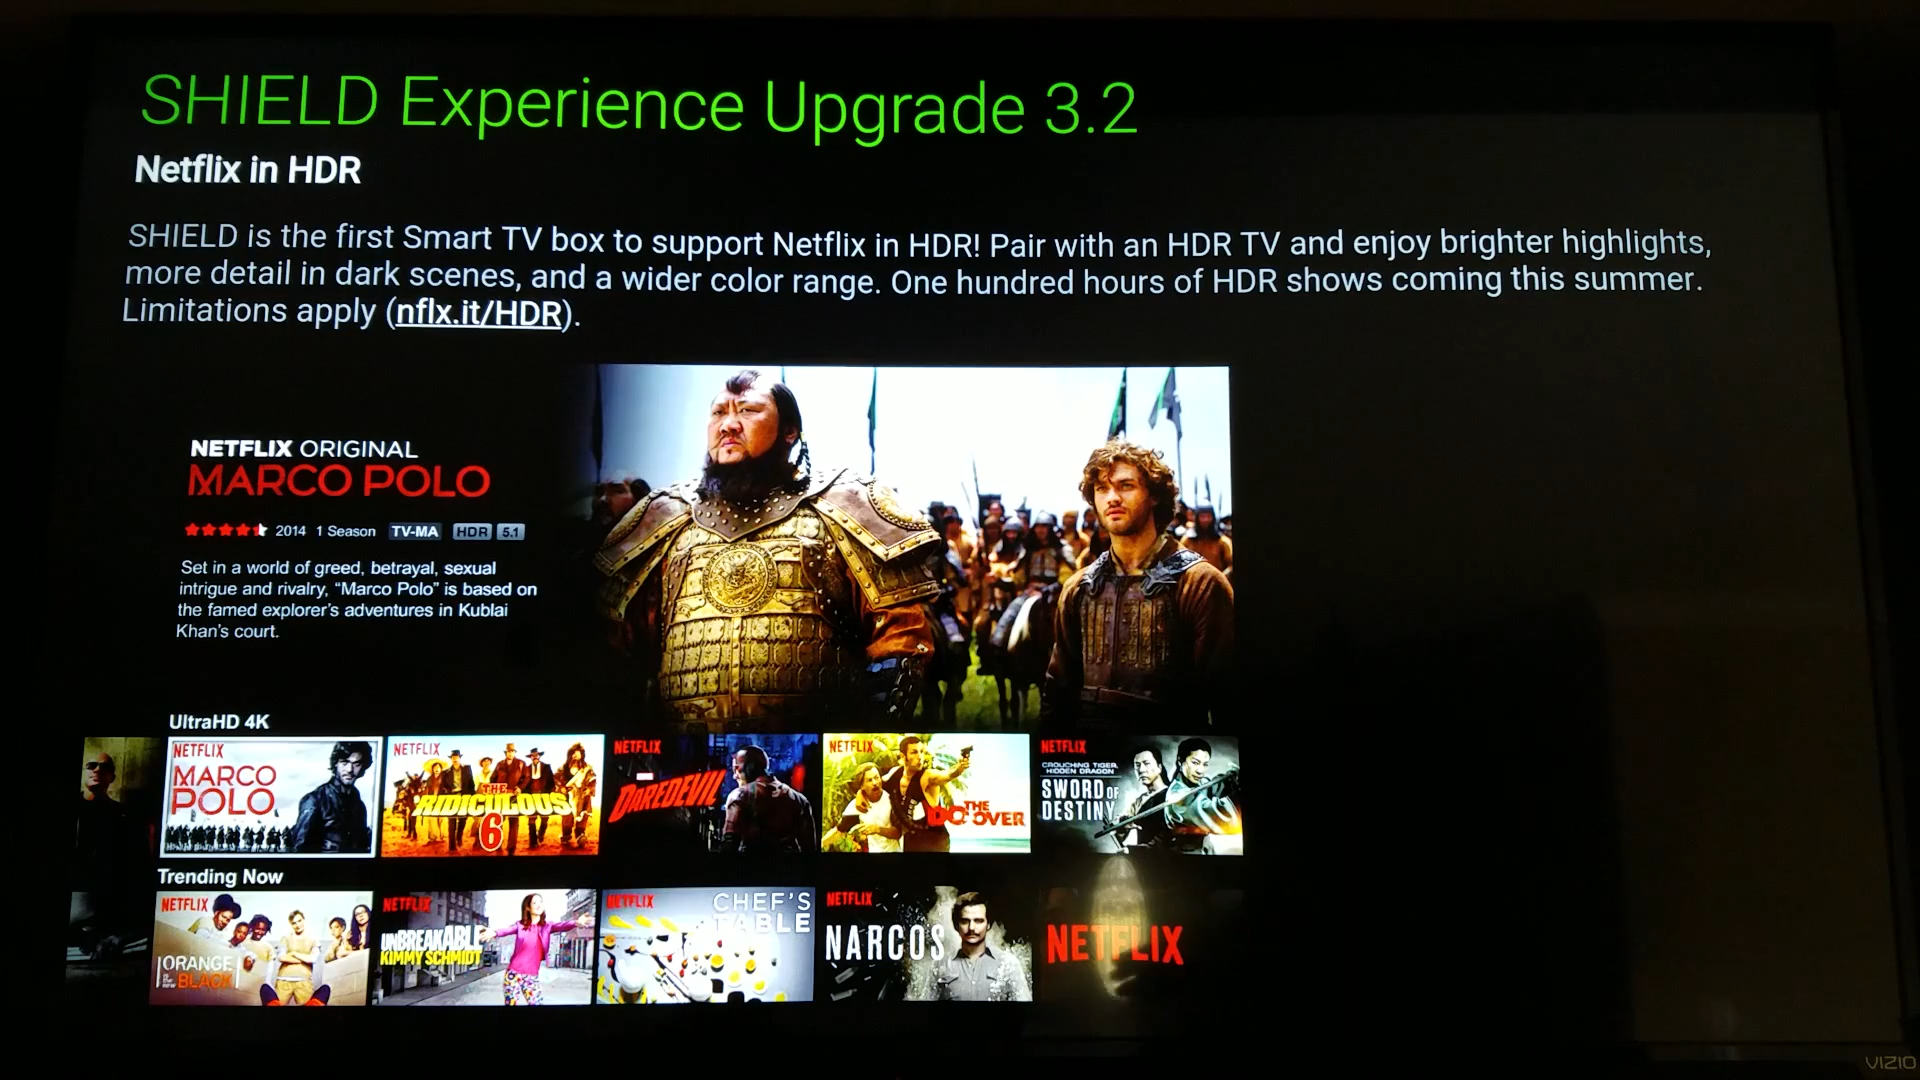 SHIELD Experience Upgrade 3.2
Netflix in HDR
SHIELD is the first Smart TV box to support Netflix in HDR! Pair with an HDR TV and enjoy brighter highlights,
more detail in dark scenes, and a wider color range. One hundred hours of HDR shows coming this summer.
Limitations apply (nflx.it/HDR).
NETFLIX ORIGINAL
MARCO POLO
2014 1 Season TV-MA HDR 5.1
Set in a world of greed, betrayal, sexual
intrigue and rivalry, “Marco Polo” is based on
the famed explorer’s adventures in Kublai
Khan’s court.
UltraHD 4K
NETFLIX
MARCO
POLO
NETFLIX
THE
RIDICULOUS
6
NETFLIX
DAREDEVIL
NETFLIX
THE
DO OVER
NETFLIX
CROUCHING TIGER,
HIDDEN DRAGON
SWORD OF
DESTINY
Trending Now
NETFLIX
ORANGE
BLACK
NETFLIX
UNBREAKABLE
KIMMY SCHMIDT
NETFLIX
CHEF'S
TABLE
NETFLIX
NARCOS
NETFLIX
VIZIO